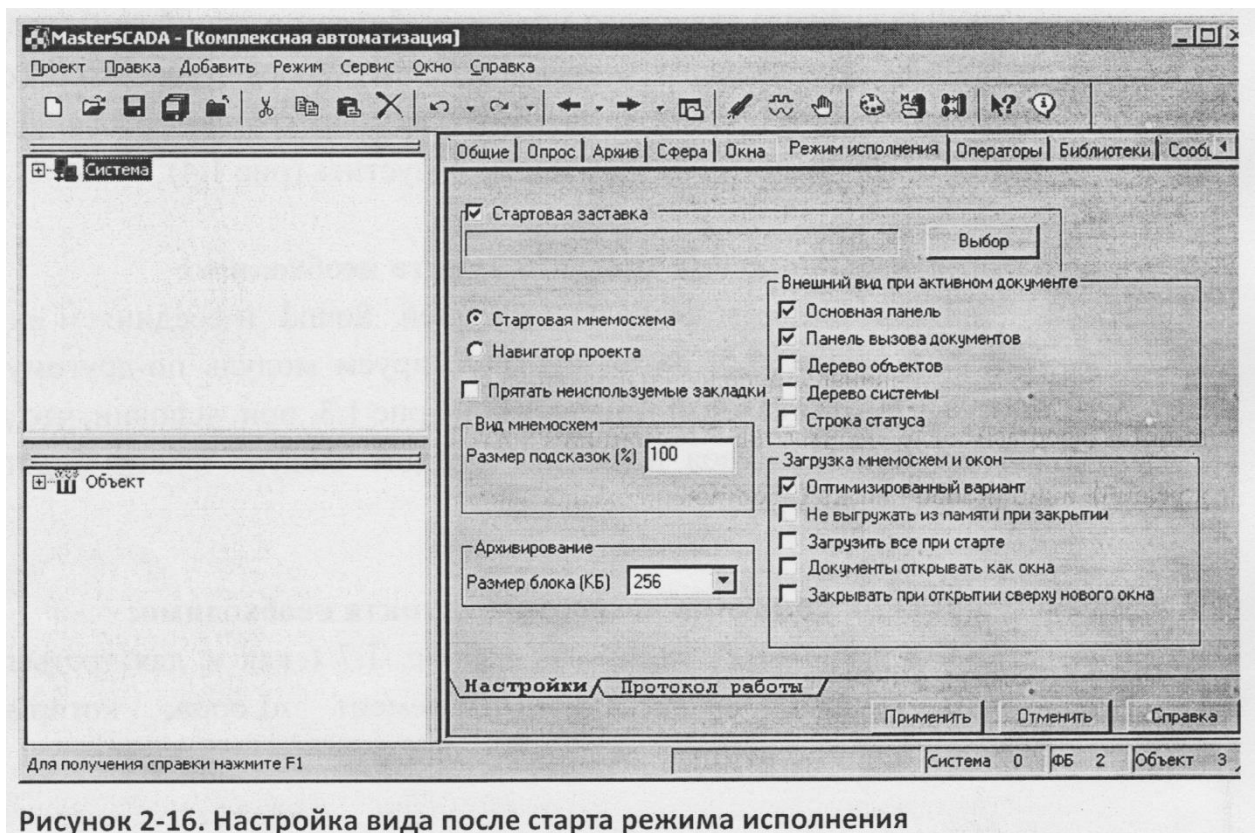 MasterSCADA - [Комплексная автоматизация]
Проект Правка Добавить Режим Сервис Окно Справка
Общие Опрос Архив Сфера Окна Режим исполнения Операторы Библиотеки Сооб
Система
Стартовая заставка
Выбор
Стартовая мнемосхема
Навигатор проекта
Прятать неиспользуемые закладки
Вид мнемосхем
Размер подсказок (%) 100
Архивирование
Размер блока (КБ) 256
Внешний вид при активном документе
Основная панель
Панель вызова документов
Дерево объектов
Дерево системы
Строка статуса
Загрузка мнемосхем и окон
Оптимизированный вариант
Не выгружать из памяти при закрытии
Загрузить все при старте
Документы открывать как окна
Закрывать при открытии сверху нового окна
Объект
Настройки Протокол работы
Применить Отменить Справка
Для получения справки нажмите F1
Система 0 ФБ 2 Объект 3
Рисунок 2-16. Настройка вида после старта режима исполнения